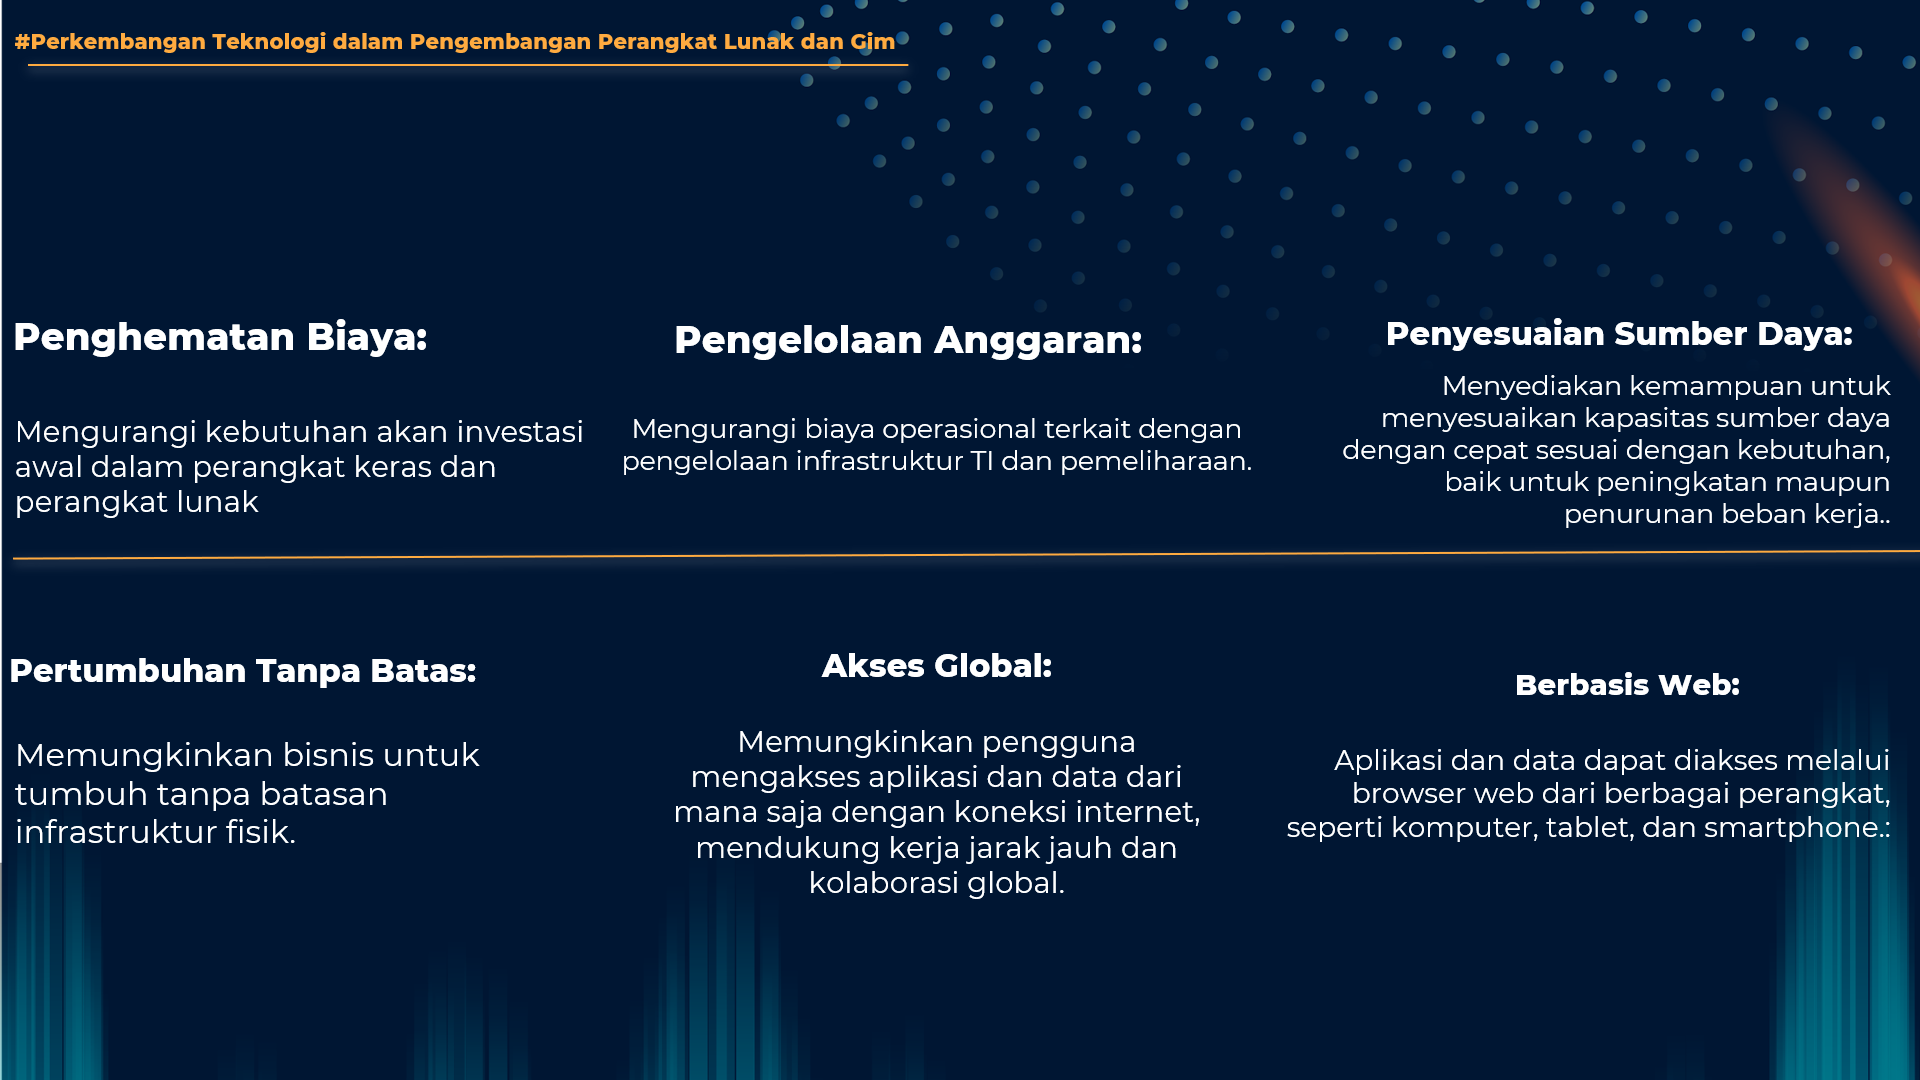 #Perkembangan Teknologi dalam Pengembangan Perangkat Lunak dan Gim
Penghematan Biaya:
Mengurangi kebutuhan akan investasi
awal dalam perangkat keras dan
perangkat lunak
Pengelolaan Anggaran:
Mengurangi biaya operasional terkait dengan
pengelolaan infrastruktur TI dan pemeliharaan.
Penyesuaian Sumber Daya:
Menyediakan kemampuan untuk
menyesuaikan kapasitas sumber daya
dengan cepat sesuai dengan kebutuhan,
baik untuk peningkatan maupun
penurunan beban kerja..
Pertumbuhan Tanpa Batas:
Memungkinkan bisnis untuk
tumbuh tanpa batasan
infrastruktur fisik.
Akses Global:
Memungkinkan pengguna
mengakses aplikasi dan data dari
mana saja dengan koneksi internet,
mendukung kerja jarak jauh dan
kolaborasi global.
Berbasis Web:
Aplikasi dan data dapat diakses melalui
browser web dari berbagai perangkat,
seperti komputer, tablet, dan smartphone.: